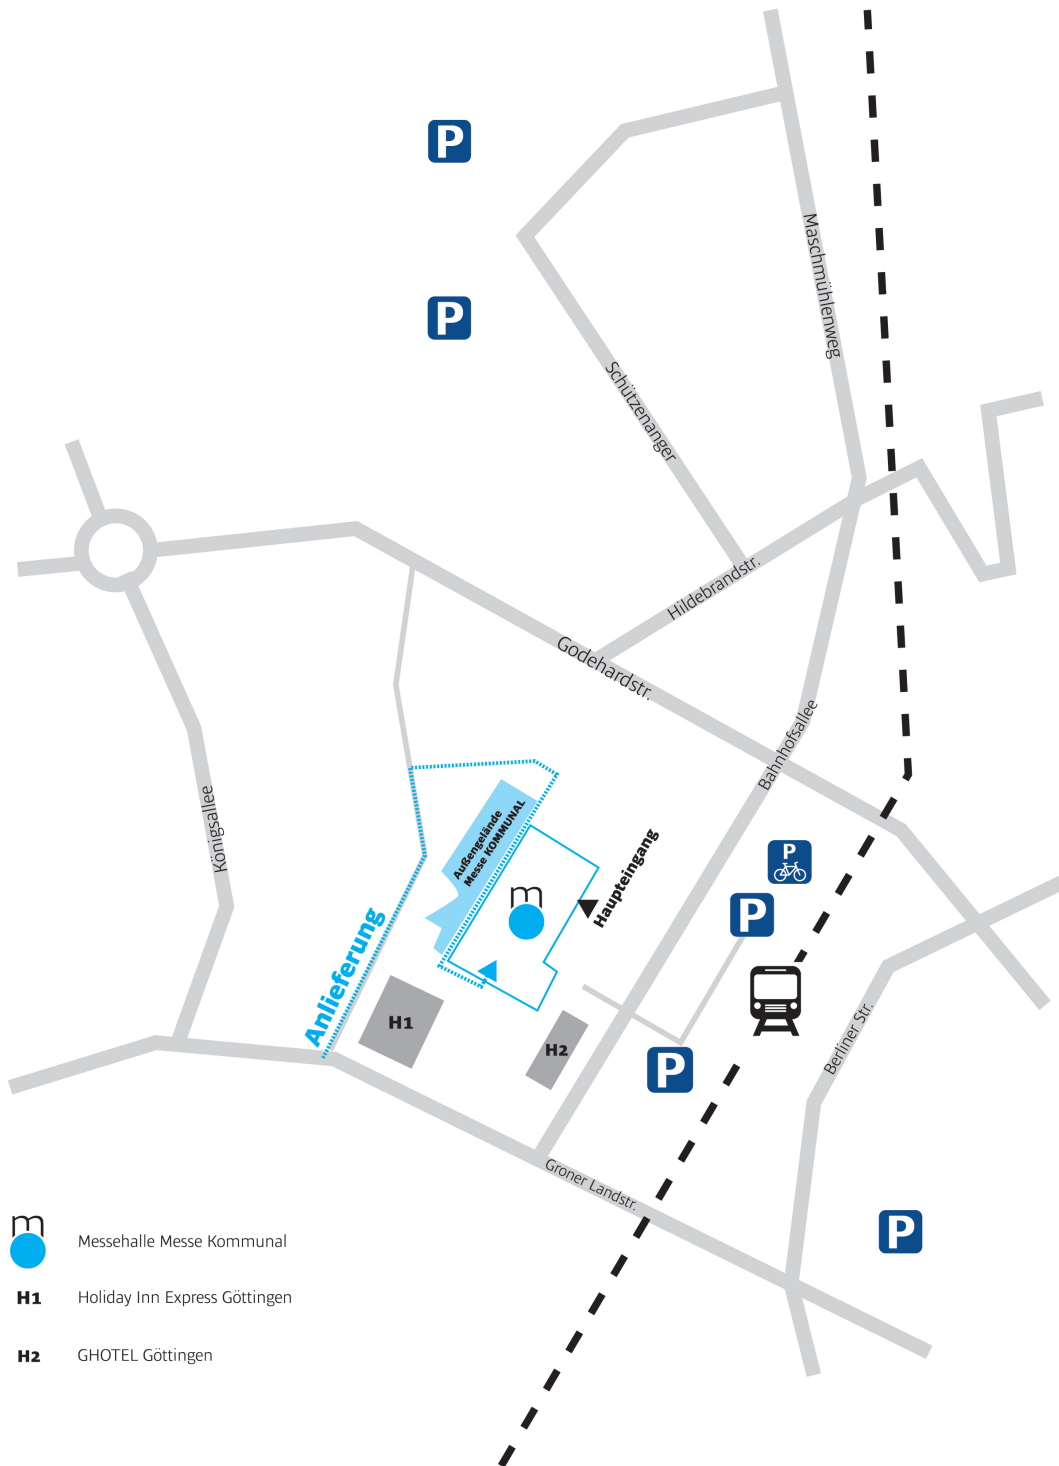 P
P
Maschmühlenweg
Schützenanger
Hildebrandstr.
Godehardstr.
Bahnhofsallee
Königsallee
Außengelände
Messe KOMMUNAL
Haupteingang
m
P
P
Anlieferung
H1
H2
P
Berliner Str.
Groner Landstr.
P
m
Messehalle Messe Kommunal
H1 Holiday Inn Express Göttingen
H2 GHOTEL Göttingen